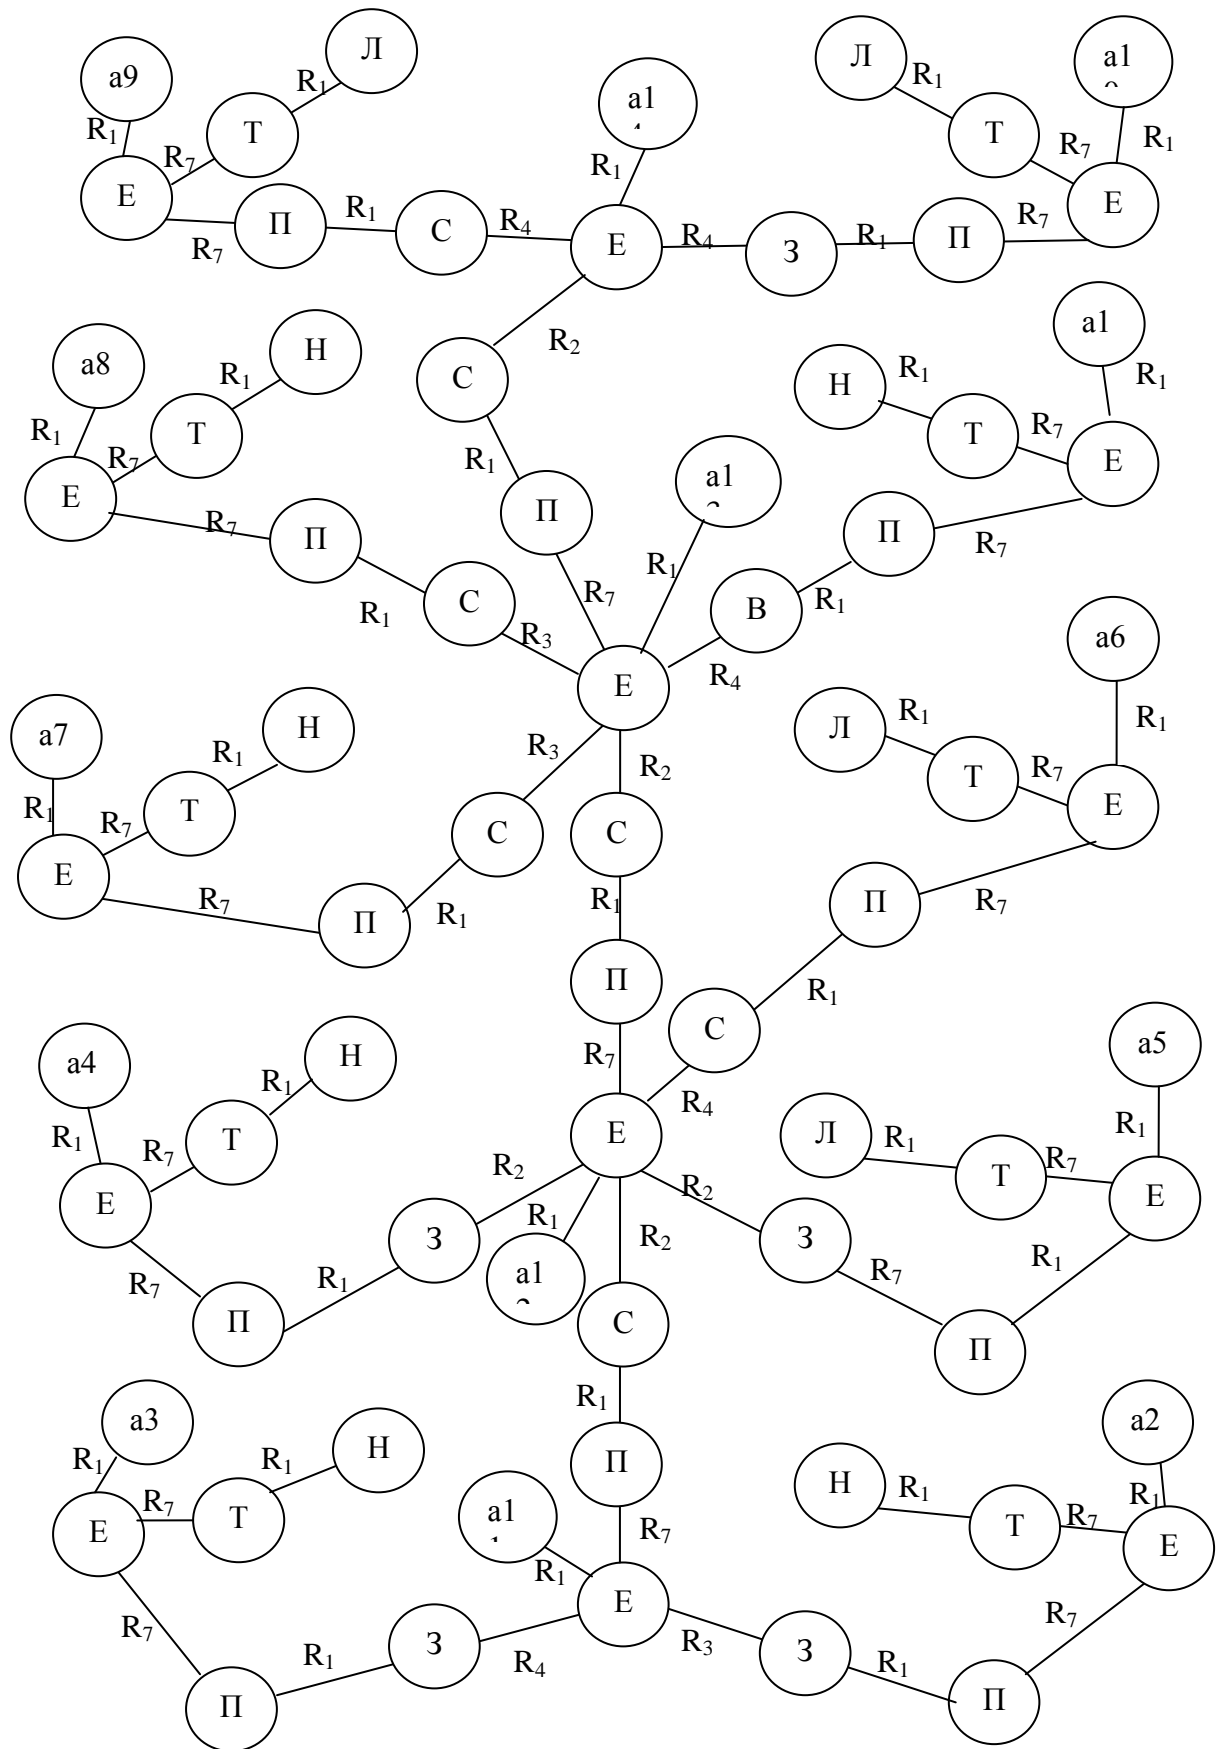 а9 R₁ Л
R₁ R₇ Т
Е R₇ П R₁ С R₄ Е R₄ З R₁ П R₇ Е
а1 R₁
Л R₁ Т R₇ а1 R₁
R₂ С R₁ П R₇
а8 R₁ Н
R₁ R₇ Т
Е R₇ П R₁ С R₃
а1 R₁
Н R₁ Т R₇ а1 R₁
Е R₇ П R₁ В R₄
Е
а7 R₁ Н
R₁ R₇ Т
Е R₇ П R₁ С R₃
R₂ С R₁ П R₇
Л R₁ Т R₇ а6 R₁
Е R₇ П R₁ С R₄
Е
а4 R₁ Н
R₁ R₇ Т
Е R₇ П R₁ З R₂
R₁ а1
Л R₁ Т R₇ а5 R₁
Е R₁ П R₇ З R₂
R₂ С R₁ П R₇
а3 R₁ Н
R₁ R₇ Т
Е R₇ П R₁ З R₄
а1 R₁ Е
Н R₁ Т R₇ а2 R₁
Е R₇ П R₁ З R₃